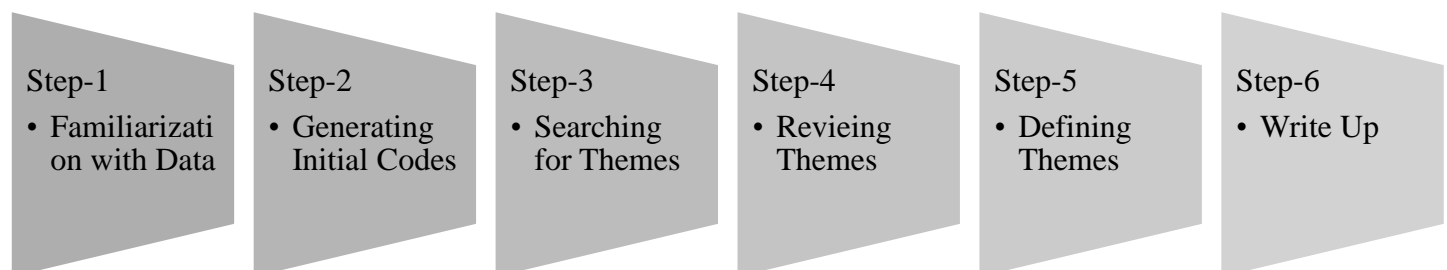 Step-1
• Familiarizati
on with Data
Step-2
• Generating
Initial Codes
Step-3
• Searching
for Themes
Step-4
• Revieing
Themes
Step-5
• Defining
Themes
Step-6
• Write Up